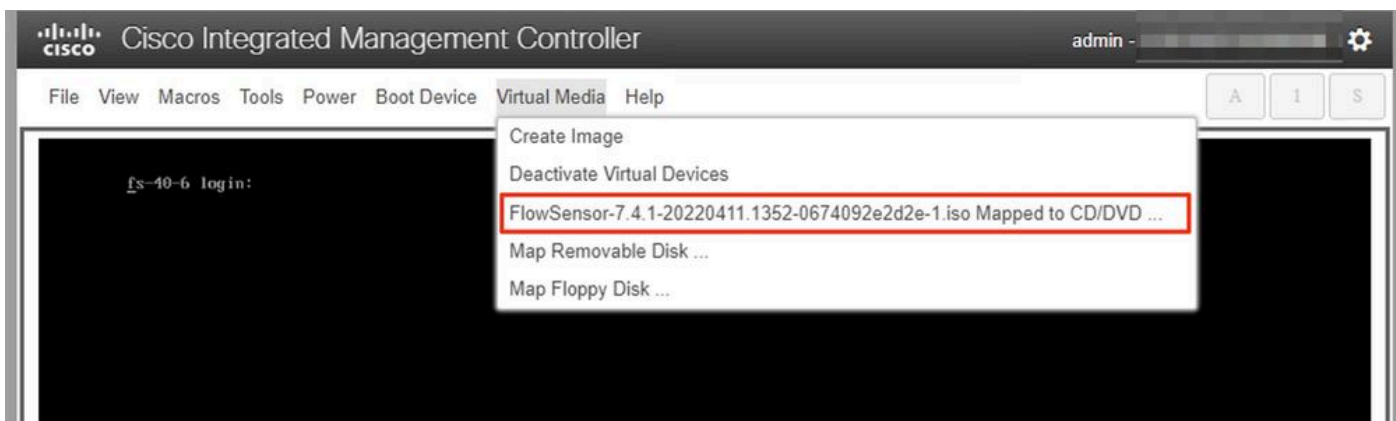 CISCO Cisco Integrated Management Controller admin -
File View Macros Tools Power Boot Device Virtual Media Help A 1 S
Create Image
Deactivate Virtual Devices
fs-40-6 login:
FlowSensor-7.4.1-20220411.1352-0674092e2d2e-1.iso Mapped to CD/DVD ...
Map Removable Disk ...
Map Floppy Disk ...